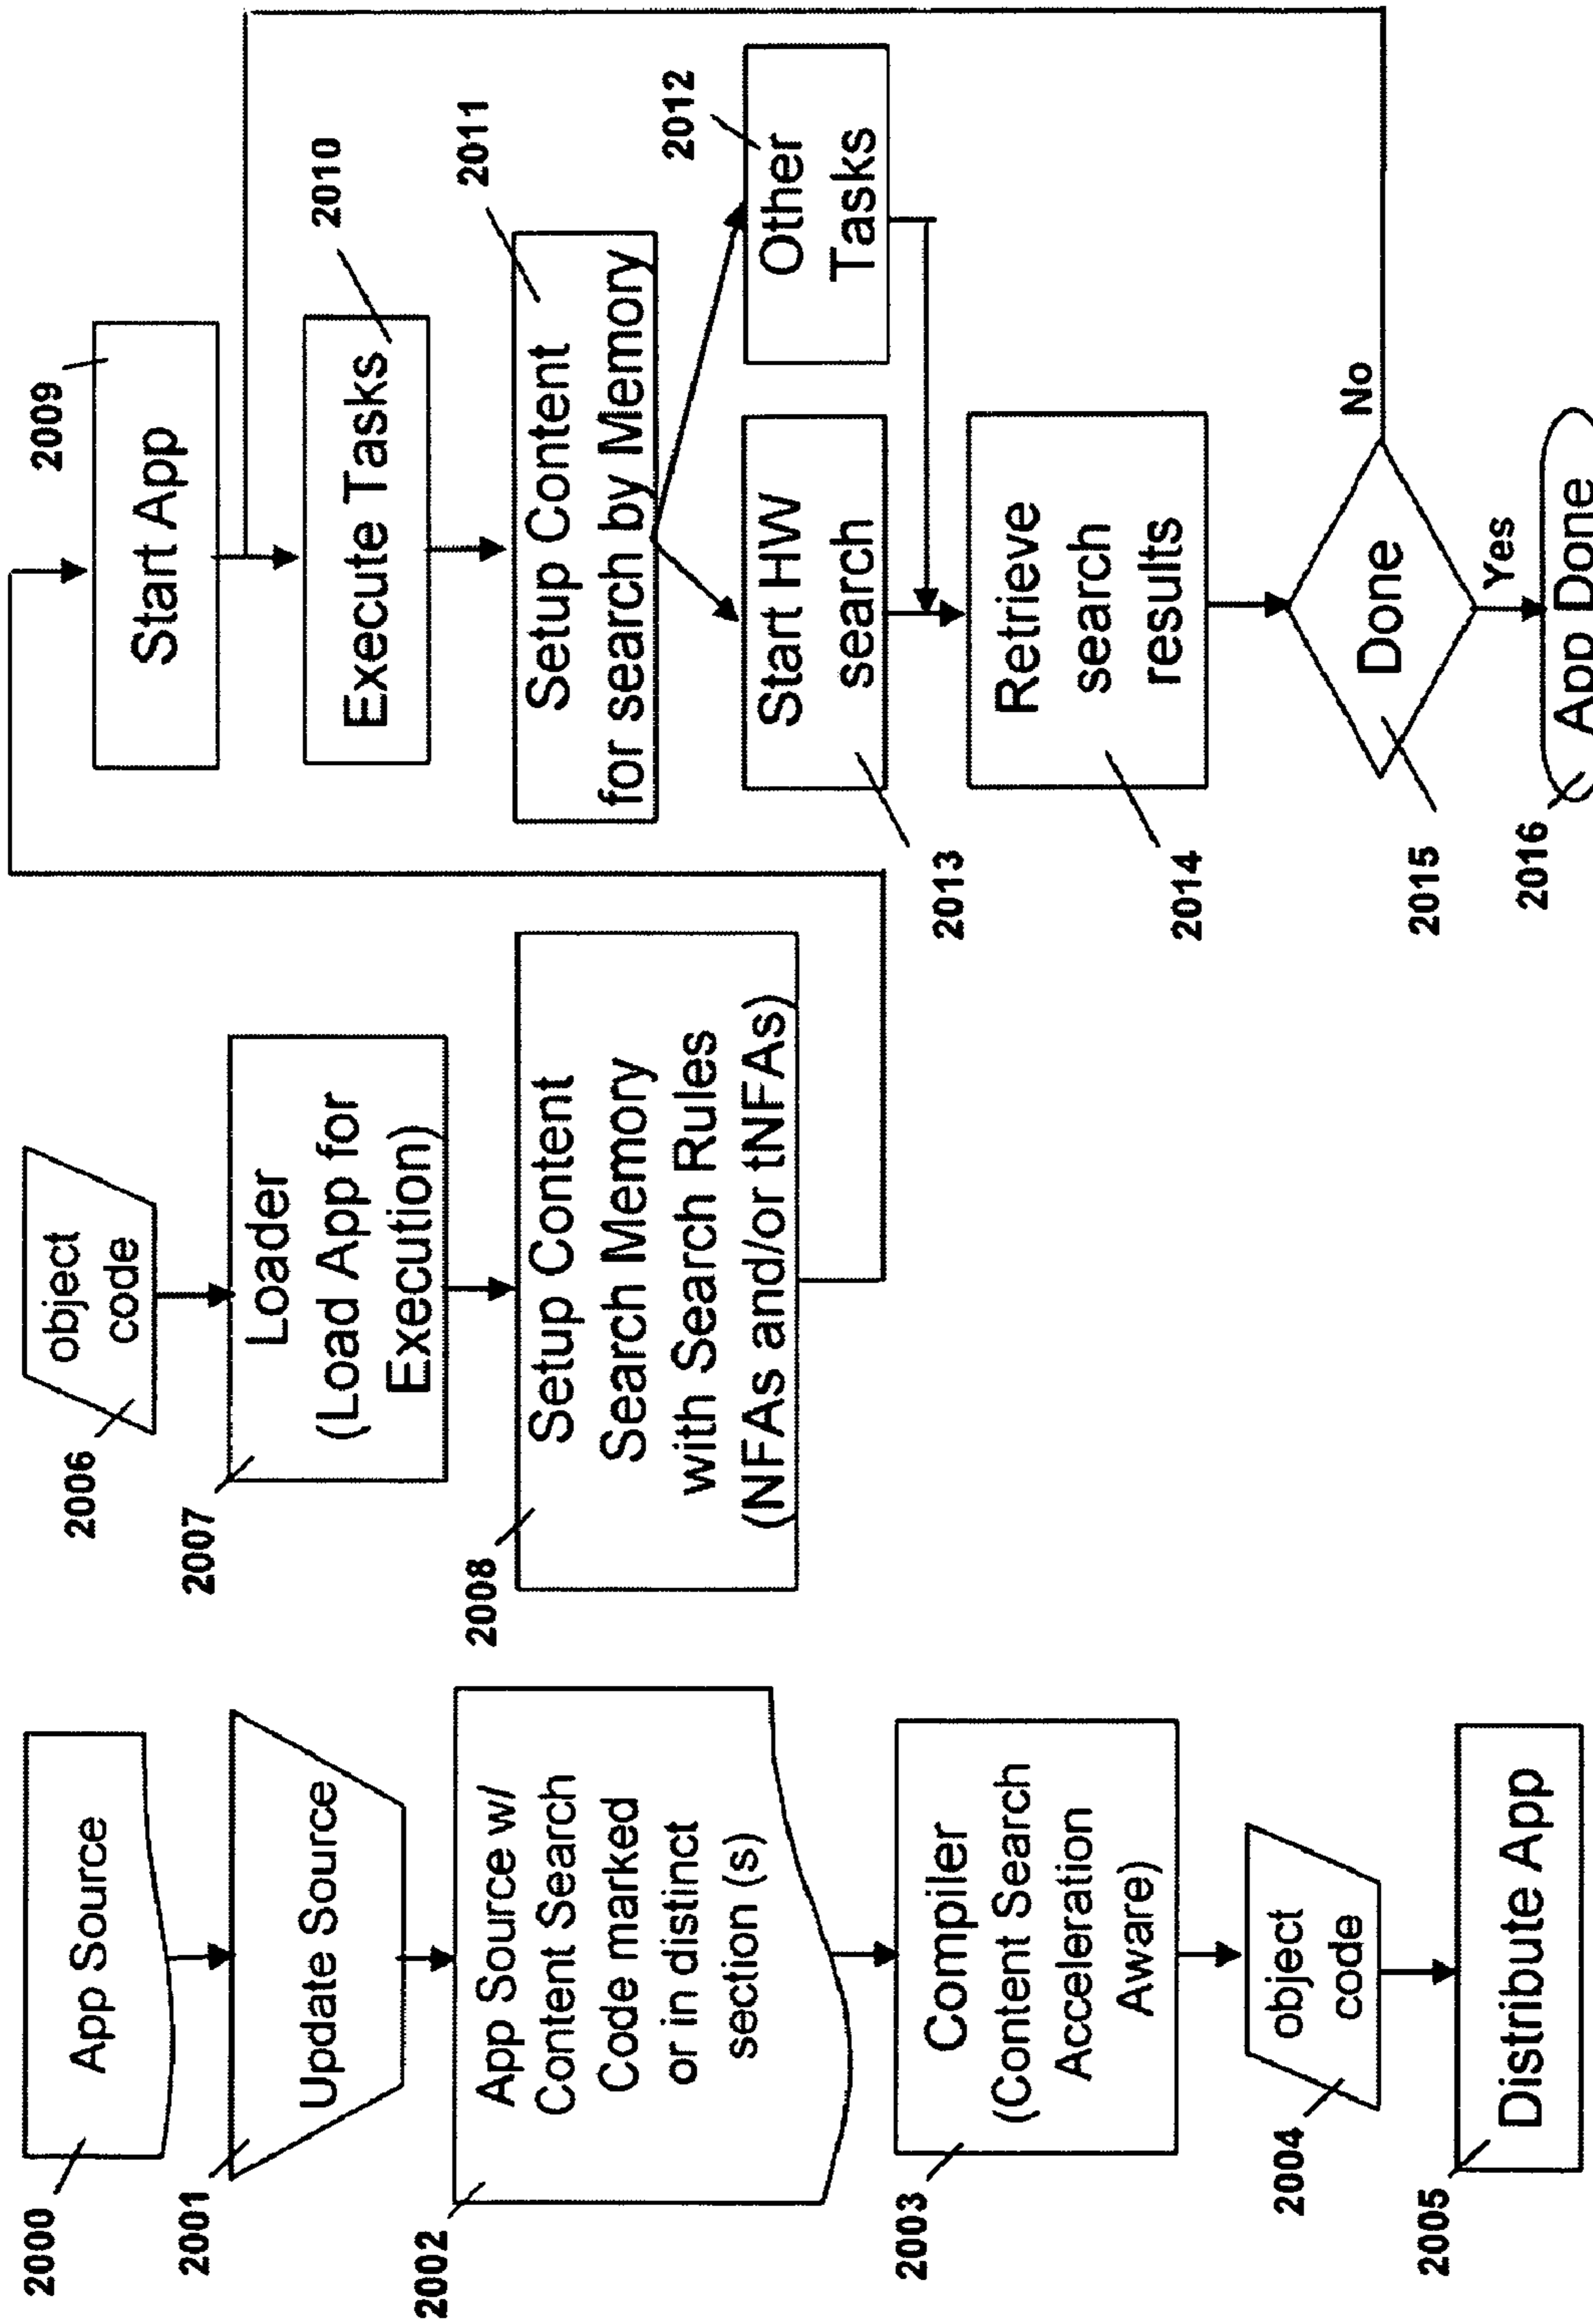 2000
App Source
2001
Update Source
2002
App Source w/
Content Search
Code marked
or in distinct
section (s)
2003
Compiler
(Content Search
Acceleration
Aware)
2004
object
code
2005
Distribute App
2006
object
code
2007
Loader
(Load App for
Execution)
2008
Setup Content
Search Memory
with Search Rules
(NFAs and/or tNFAs)
2009
Start App
2010
Execute Tasks
2011
Setup Content
for search by Memory
2012
Other
Tasks
2013
Start HW
search
2014
Retrieve
search
results
2015
Done
No
Yes
2016
App Done